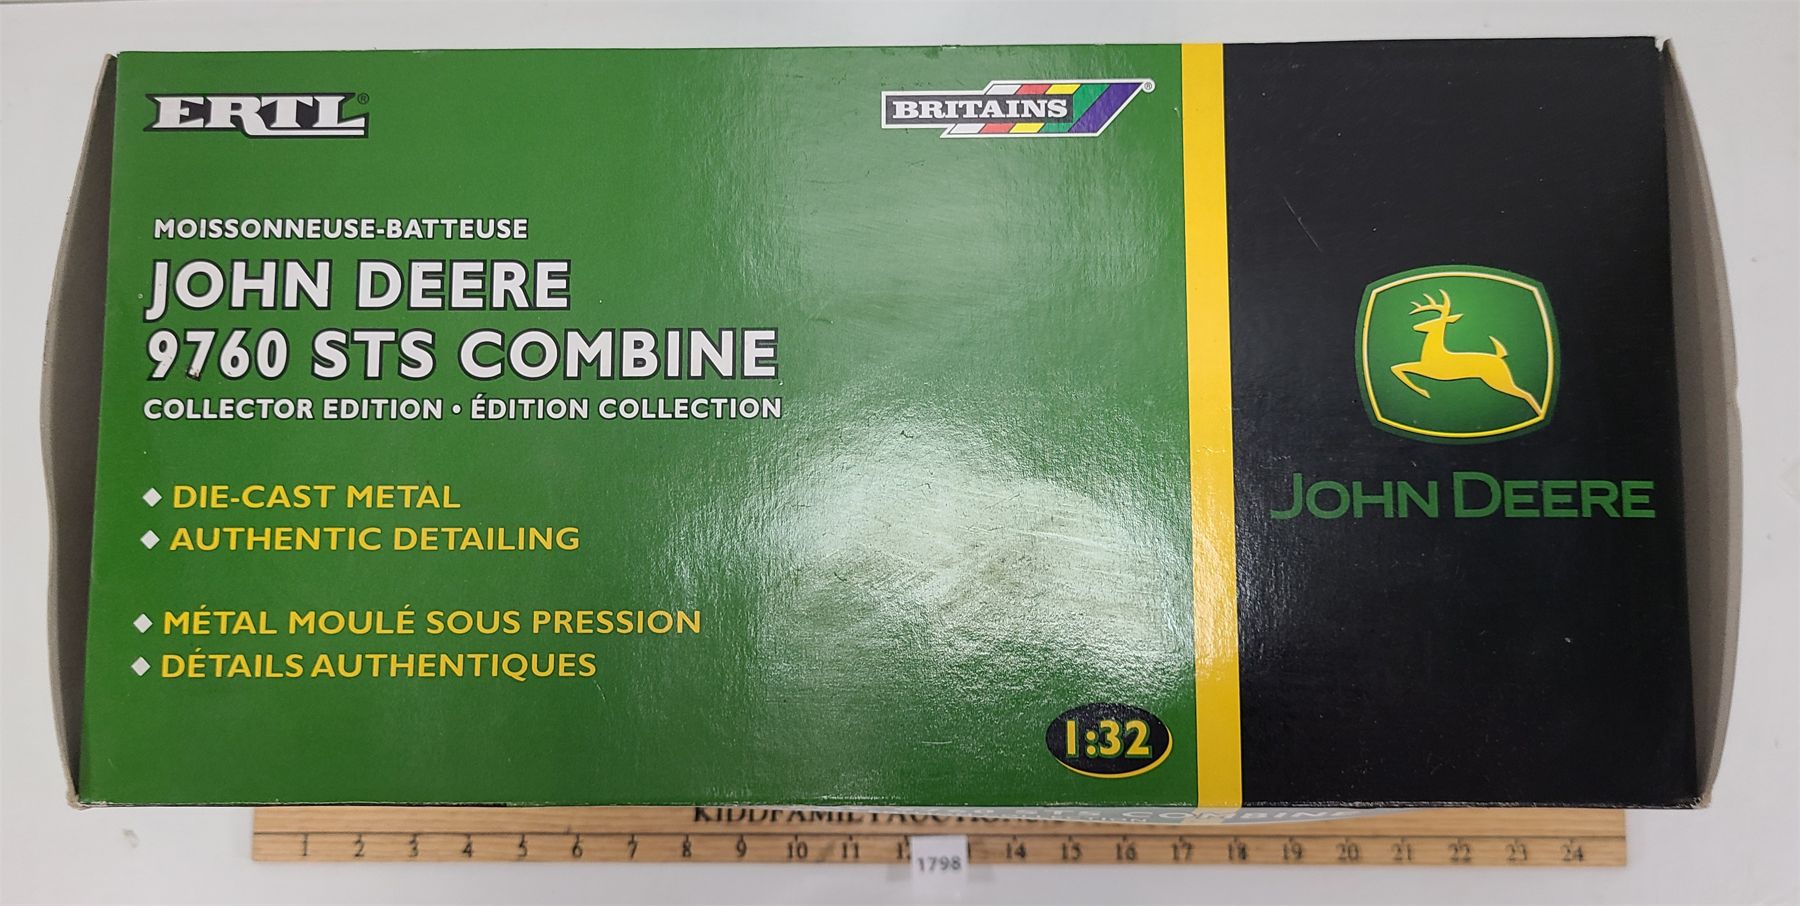 ERTL®
BRITAINS®
MOISSONNEUSE-BATTEUSE
JOHN DEERE
9760 STS COMBINE
COLLECTOR EDITION • ÉDITION COLLECTION
DIE-CAST METAL
AUTHENTIC DETAILING
MÉTAL MOULÉ SOUS PRESSION
DÉTAILS AUTHENTIQUES
1:32
JOHN DEERE
1 2 3 4 5 6 7 8 9 10 11 14 15 16 17 18 19 20 21 22 23 24
1798